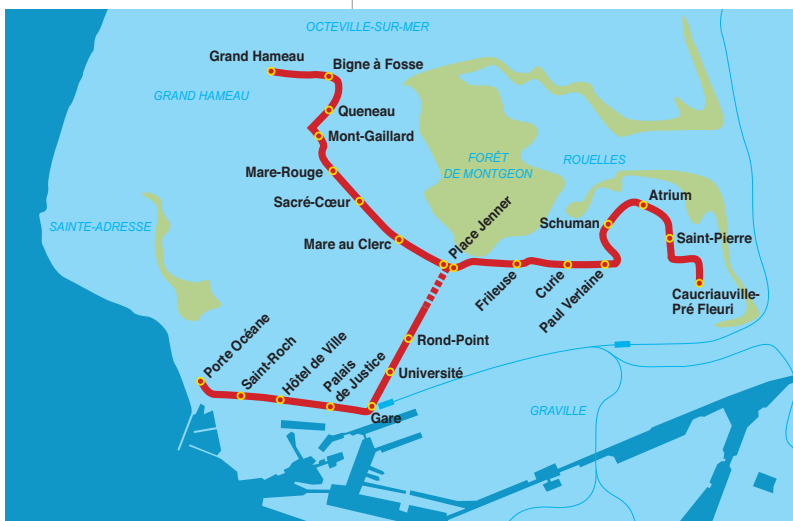 OCTEVILLE-SUR-MER
Grand Hameau
Bigne à Fosse
GRAND HAMEAU
Queneau
Mont-Gaillard
FORÊT
DE MONTGEON
ROUELLES
Mare-Rouge
Sacré-Cœur
Atrium
SAINTE-ADRESSE
Schuman
Mare au Clerc
Place Jenner
Saint-Pierre
Frileuse
Curie
Paul Verlaine
Caucriauville-
Pré Fleuri
Porte Océane
Saint-Roch
Hôtel de Ville
Palais
de Justice
Rond-Point
Université
Gare
GRAVILLE